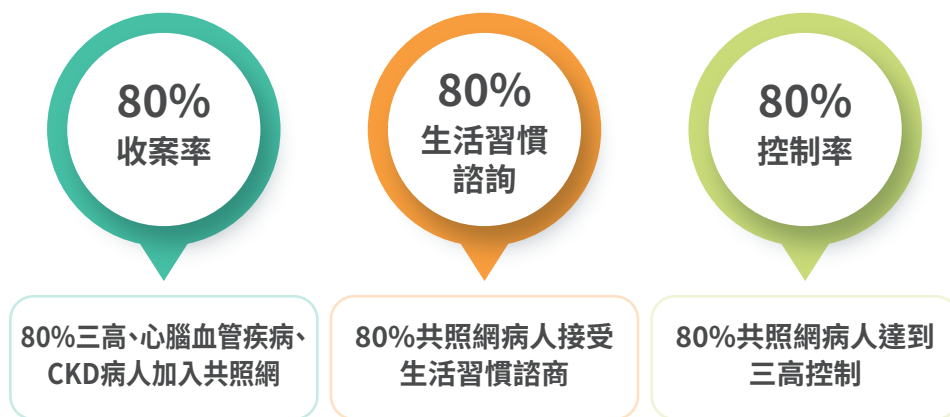 80%
收案率
80%
生活習慣
諮詢
80%
控制率
80%三高、心腦血管疾病、
CKD病人加入共照網
80%共照網病人接受
生活習慣諮商
80%共照網病人達到
三高控制